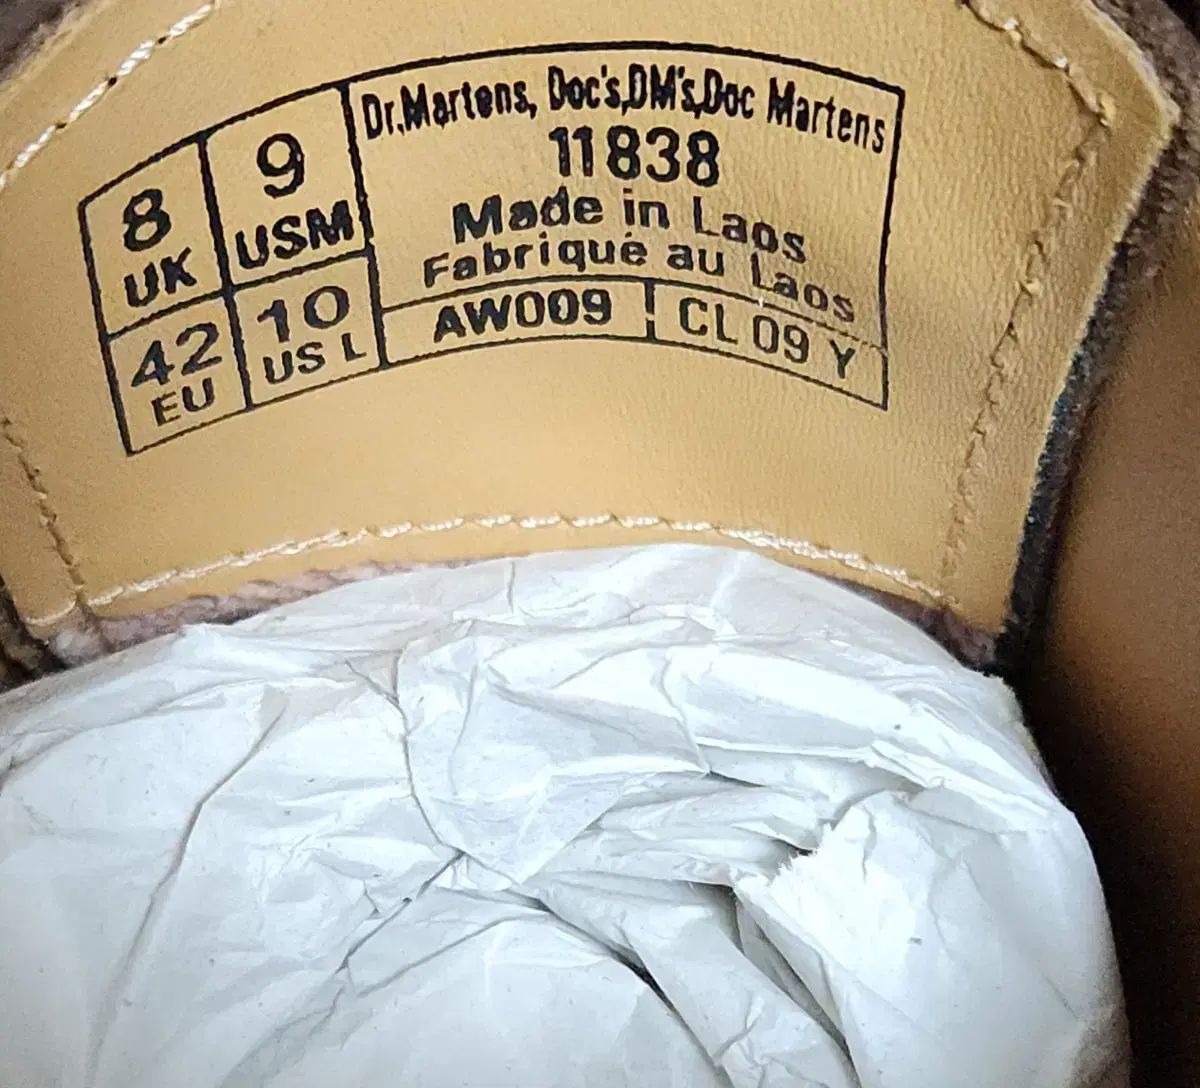 8
UK
9
USM
42
EU
10
US L
Dr.Martens, Doc's,DM's,Doc Martens
11838
Made in Laos
Fabriqué au Laos
AW009
CL 09 Y